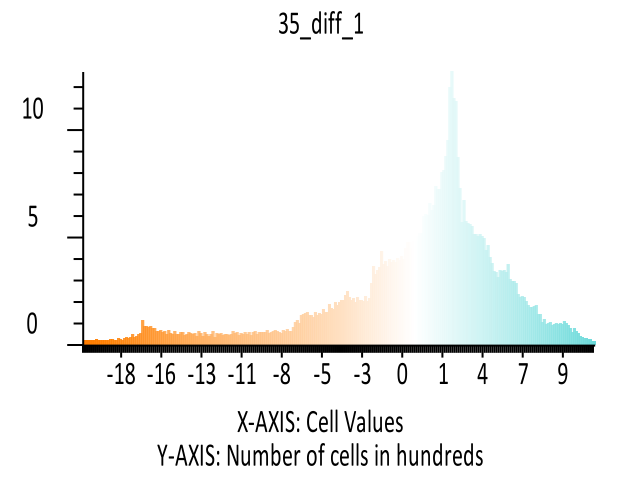 35_diff_1
10
5
0
-18 -16 -13 -11 -8 -5 -3 0 1 4 7 9
X-AXIS: Cell Values
Y-AXIS: Number of cells in hundreds